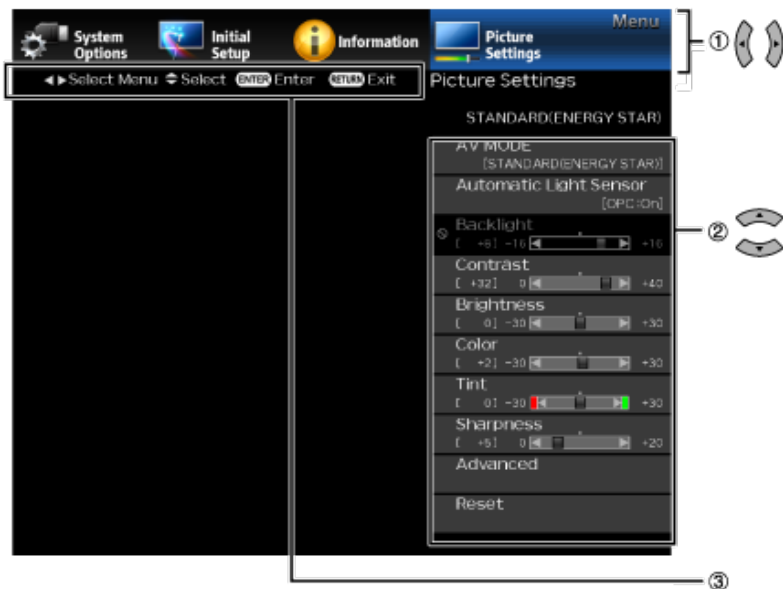 Menu
System Options
Initial Setup
Information
Picture Settings
①
◄►Select Menu ≑Select ENTER Enter RETURN Exit
Picture Settings
STANDARD(ENERGY STAR)
AV MODE
[STANDARD(ENERGY STAR)]
Automatic Light Sensor
[OPC:On]
Backlight
[ +6] -16 +16
②
Contrast
[ +32] 0 +40
Brightness
[ 0] -30 +30
Color
[ +2] -30 +30
Tint
[ 0] -30 +30
Sharpness
[ +5] 0 +20
Advanced
Reset
③